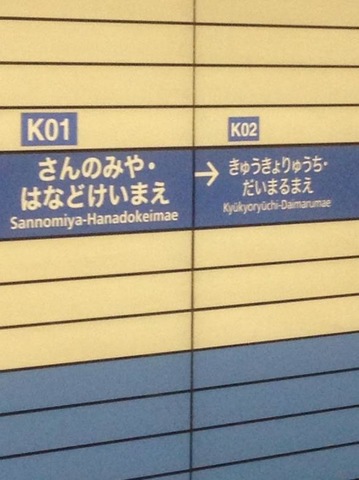 K01
さんのみや・
はなどけいまえ
Sannomiya-Hanadokeimae
→
K02
きゅうきょりゅうち・
だいまるまえ
Kyūkyoryūchi-Daimarumae